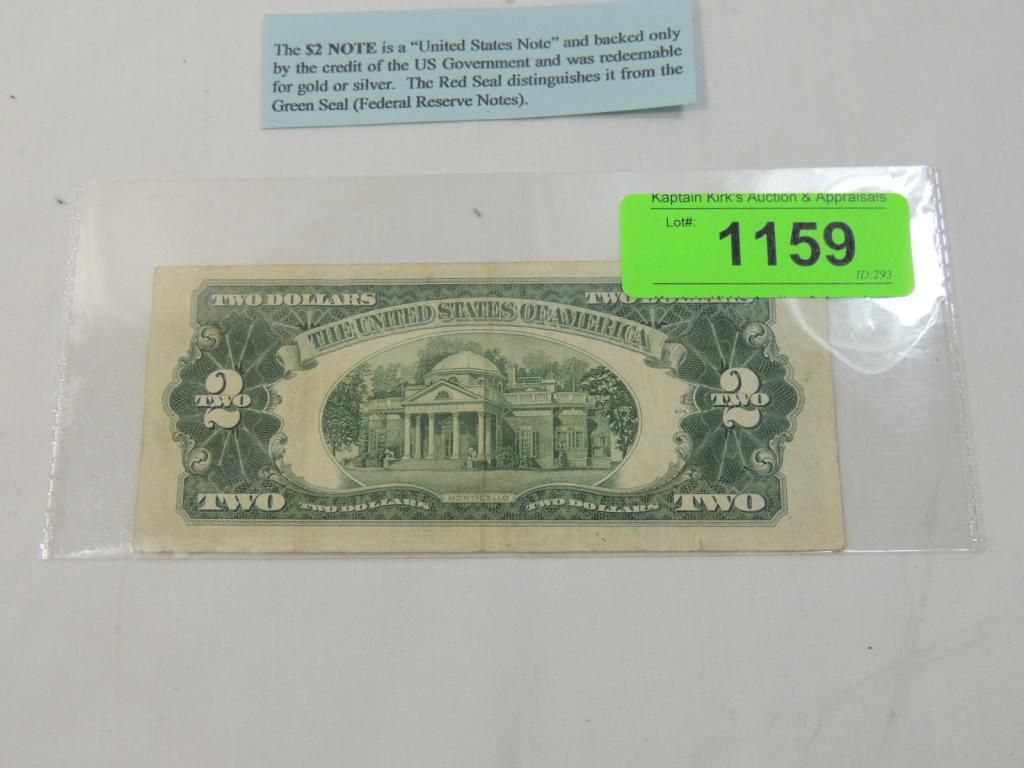 The $2 NOTE is a "United States Note" and backed only
by the credit of the US Government and was redeemable
for gold or silver. The Red Seal distinguishes it from the
Green Seal (Federal Reserve Notes).
Kaptain Kirk's Auction & Appraisals
Lot#: 1159
ID:293
TWO DOLLARS TWO DOLLARS
THE UNITED STATES OF AMERICA
2 2
TWO TWO
MONTICELLO
TWO TWO DOLLARS TWO DOLLARS TWO